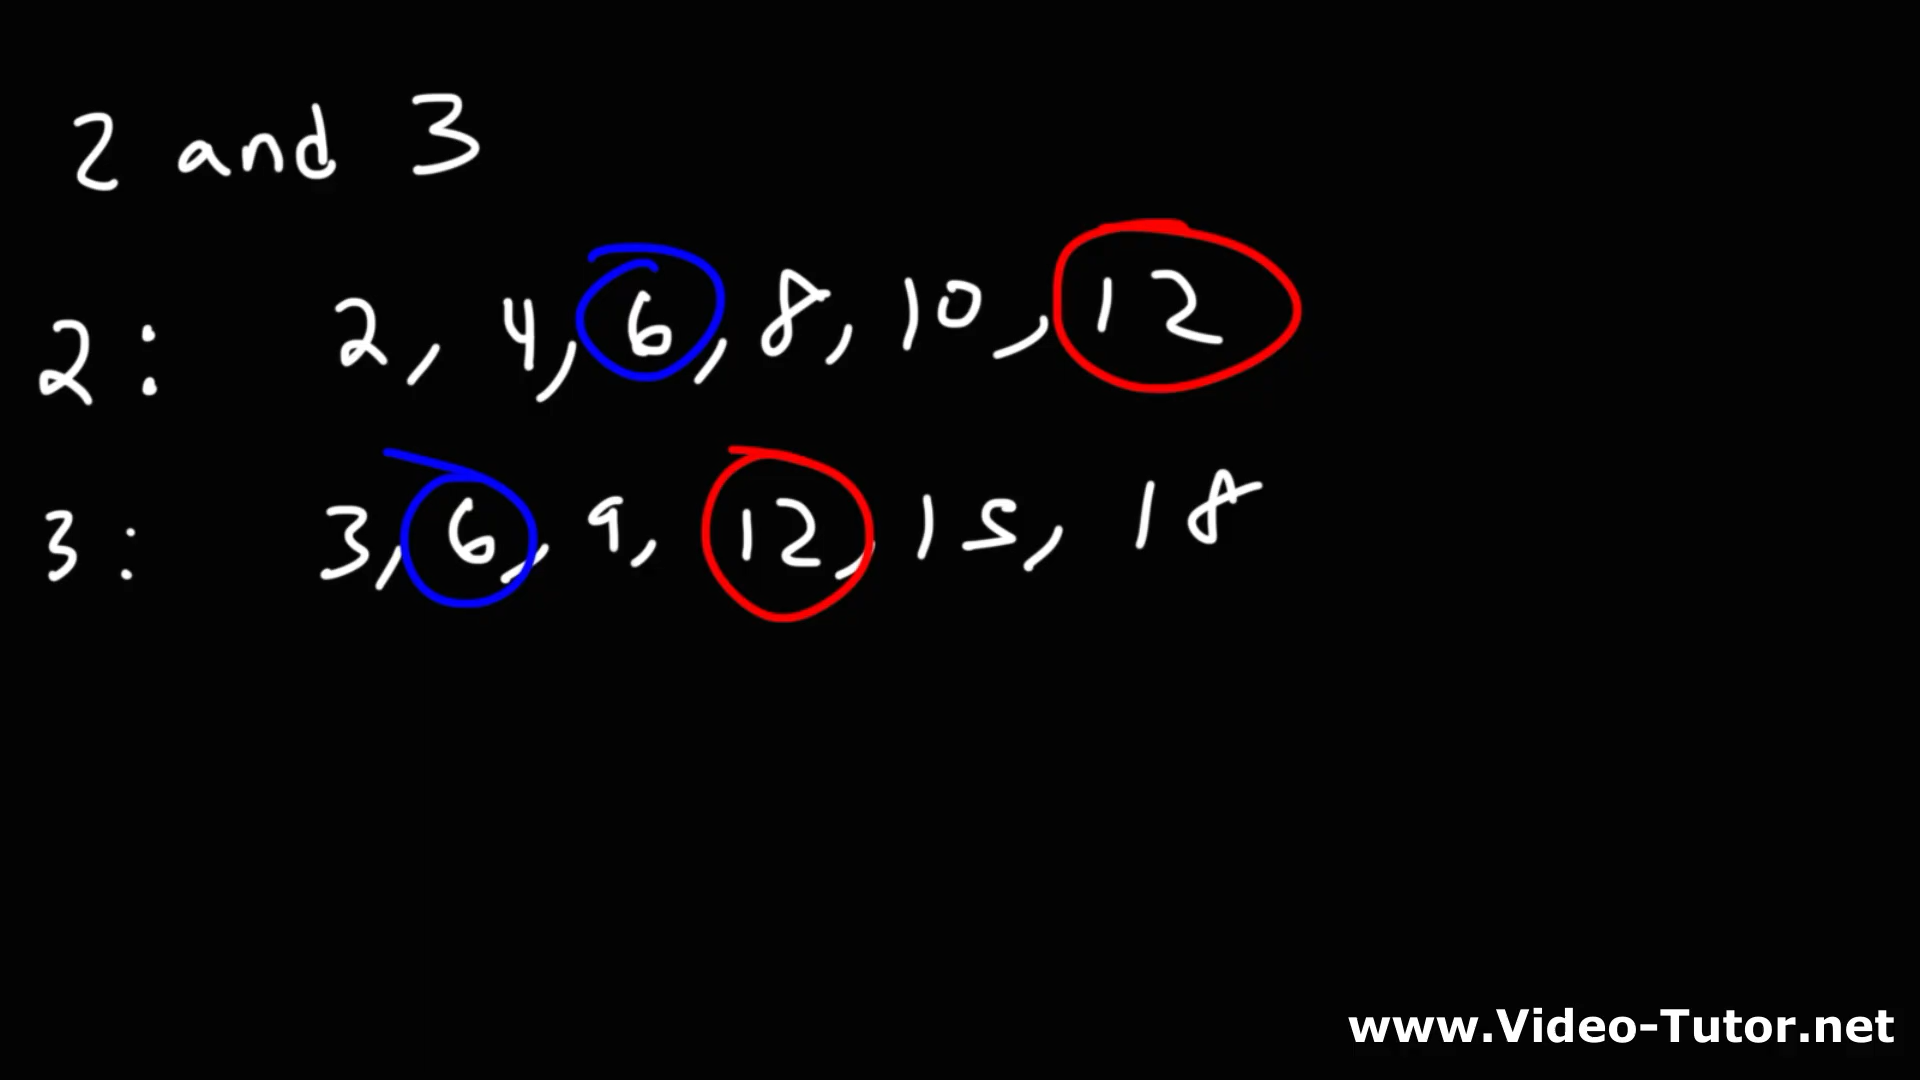 2 and 3
2: 2, 4, 6, 8, 10, 12
3: 3, 6, 9, 12, 15, 18
www.Video-Tutor.net